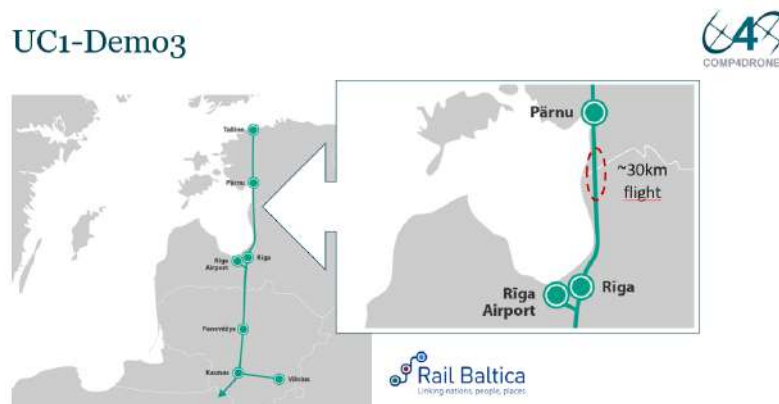 UC1-Demo3
COMP4DRONE
Tallinn
Pärnu
Rīga
Airport
Riga
Panevėžys
Kaunas
Vilnius
Pärnu
~30km
flight
Rīga
Airport
Riga
Rail Baltica
Linking nations, people, places